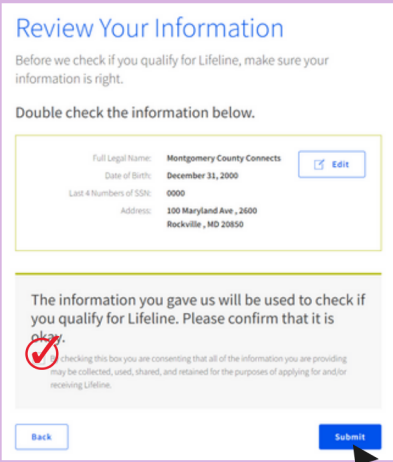 Review Your Information
Before we check if you qualify for Lifeline, make sure your
information is right.
Double check the information below.
Full Legal Name: Montgomery County Connects
Edit
Date of Birth: December 31, 2000
Last 4 Numbers of SSN: 0000
Address: 100 Maryland Ave , 2600
Rockville , MD 20850
The information you gave us will be used to check if
you qualify for Lifeline. Please confirm that it is
okay.
By checking this box you are consenting that all of the information you are providing
may be collected, used, shared, and retained for the purposes of applying for and/or
receiving Lifeline.
Back
Submit